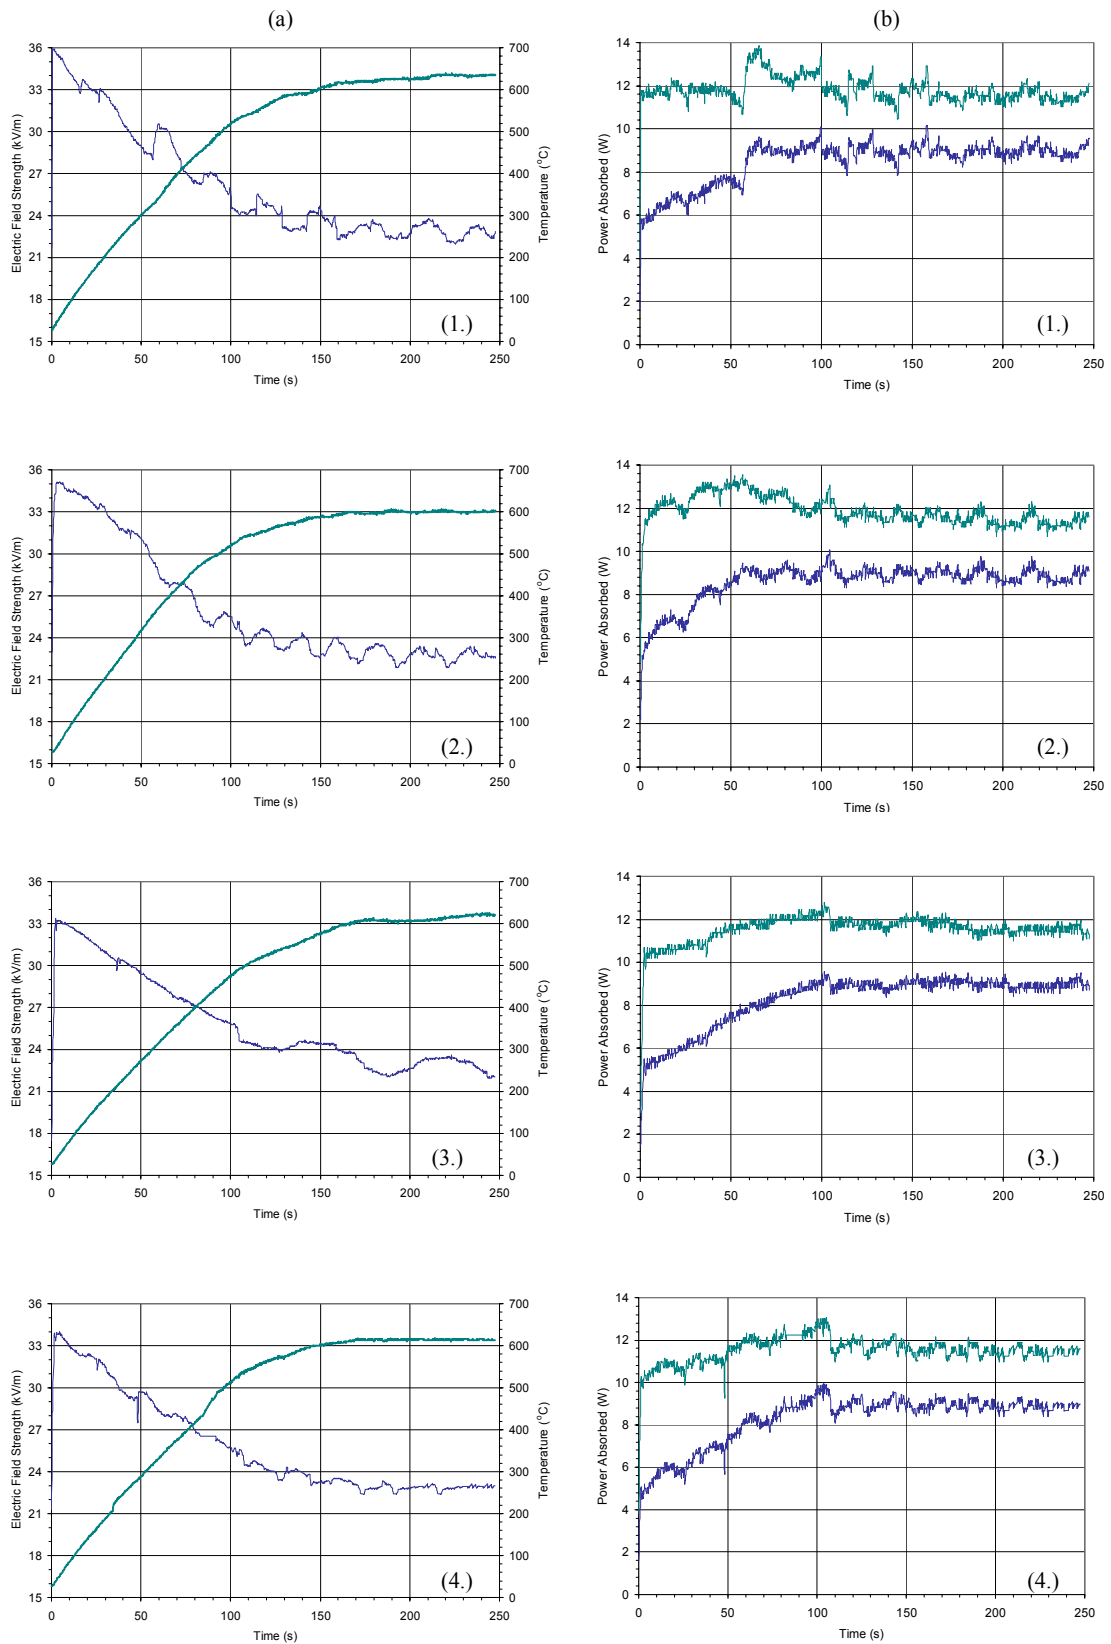 (a) (b)
36 33 30 27 24 21 18 15
Electric Field Strength (kV/m)
700 600 500 400 300 200 100 0
Temperature (°C)
(1.)
0 50 100 150 200 250
Time (s)
14 12 10 8 6 4 2 0
Power Absorbed (W)
(1.)
0 50 100 150 200 250
Time (s)
36 33 30 27 24 21 18 15
Electric Field Strength (kV/m)
700 600 500 400 300 200 100 0
Temperature (°C)
(2.)
0 50 100 150 200 250
Time (s)
14 12 10 8 6 4 2 0
Power Absorbed (W)
(2.)
0 50 100 150 200 250
Time (s)
36 33 30 27 24 21 18 15
Electric Field Strength (kV/m)
700 600 500 400 300 200 100 0
Temperature (°C)
(3.)
0 50 100 150 200 250
Time (s)
14 12 10 8 6 4 2 0
Power Absorbed (W)
(3.)
0 50 100 150 200 250
Time (s)
36 33 30 27 24 21 18 15
Electric Field Strength (kV/m)
700 600 500 400 300 200 100 0
Temperature (°C)
(4.)
0 50 100 150 200 250
Time (s)
14 12 10 8 6 4 2 0
Power Absorbed (W)
(4.)
0 50 100 150 200 250
Time (s)